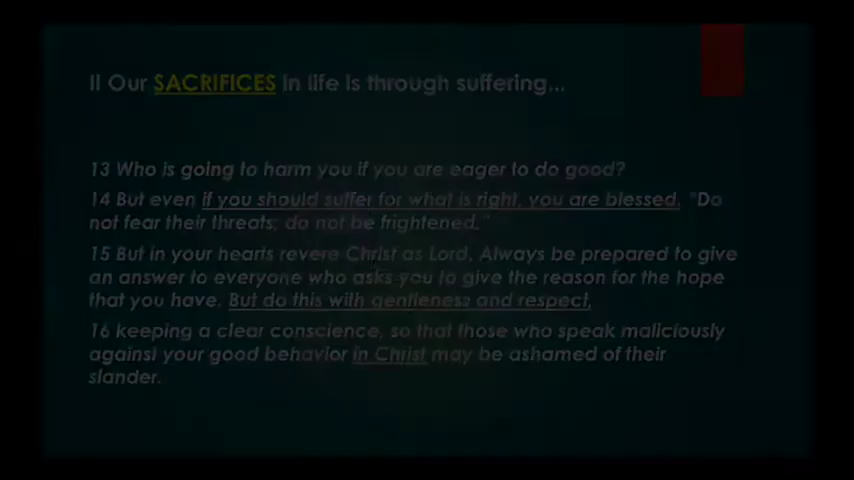 II Our SACRIFICES in life is through suffering...
13 Who is going to harm you if you are eager to do good?
14 But even if you should suffer for what is right, you are blessed. "Do
not fear their threats; do not be frightened."
15 But in your hearts revere Christ as Lord. Always be prepared to give
an answer to everyone who asks you to give the reason for the hope
that you have. But do this with gentleness and respect,
16 keeping a clear conscience, so that those who speak maliciously
against your good behavior in Christ may be ashamed of their
slander.